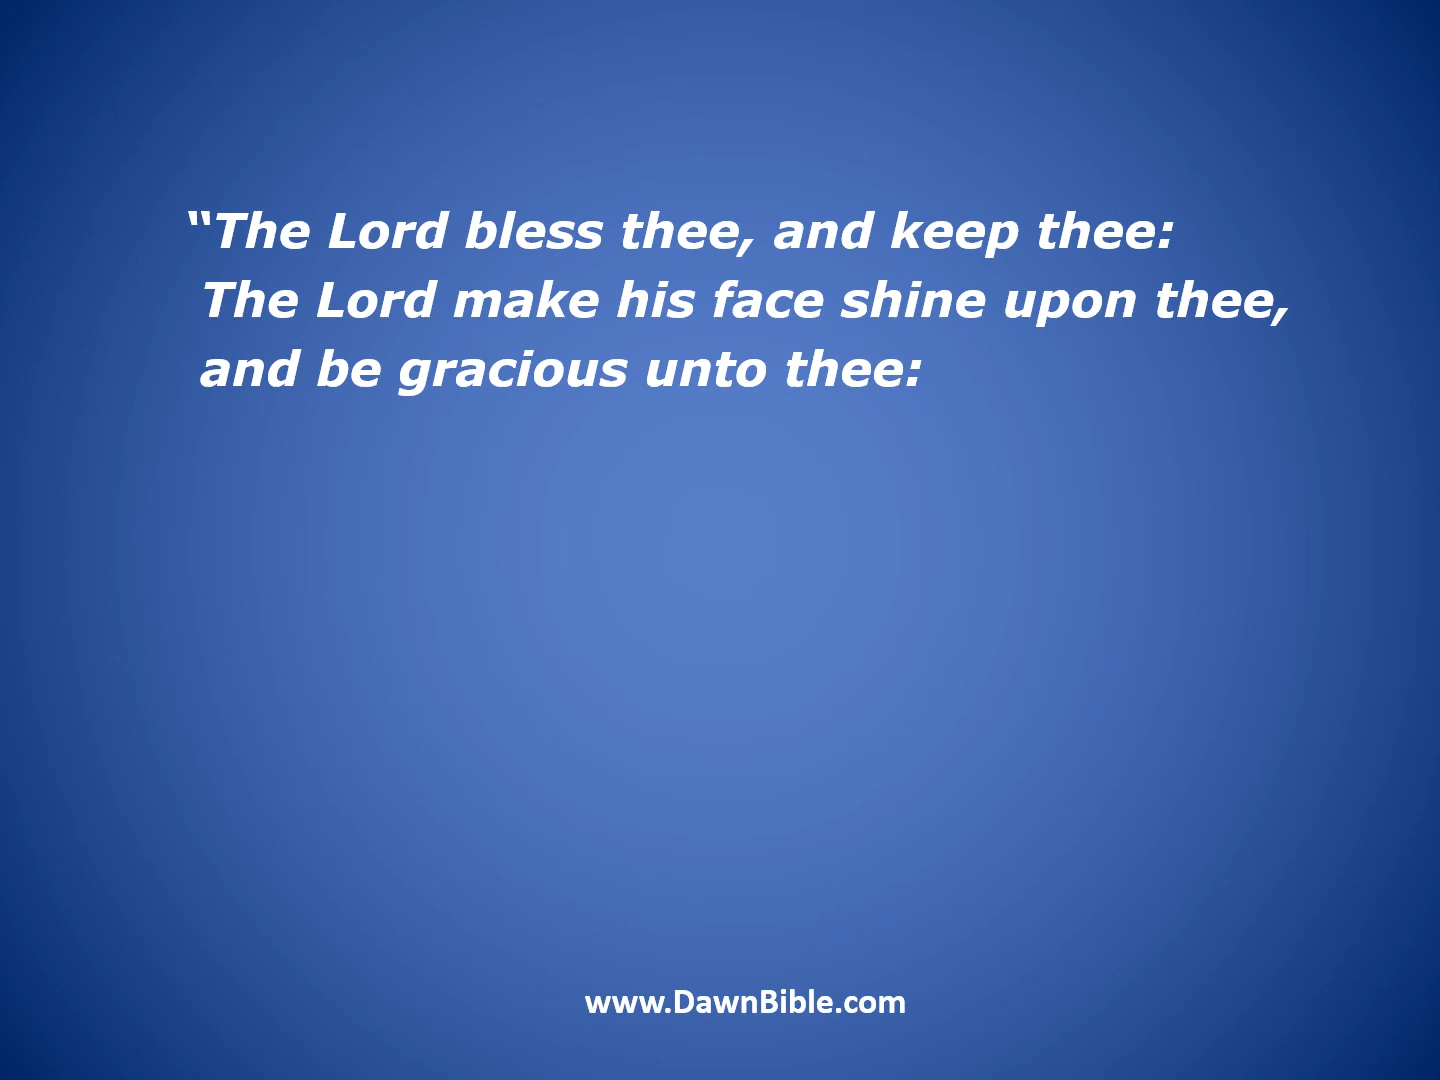 “The Lord bless thee, and keep thee:
The Lord make his face shine upon thee,
and be gracious unto thee:
www.DawnBible.com